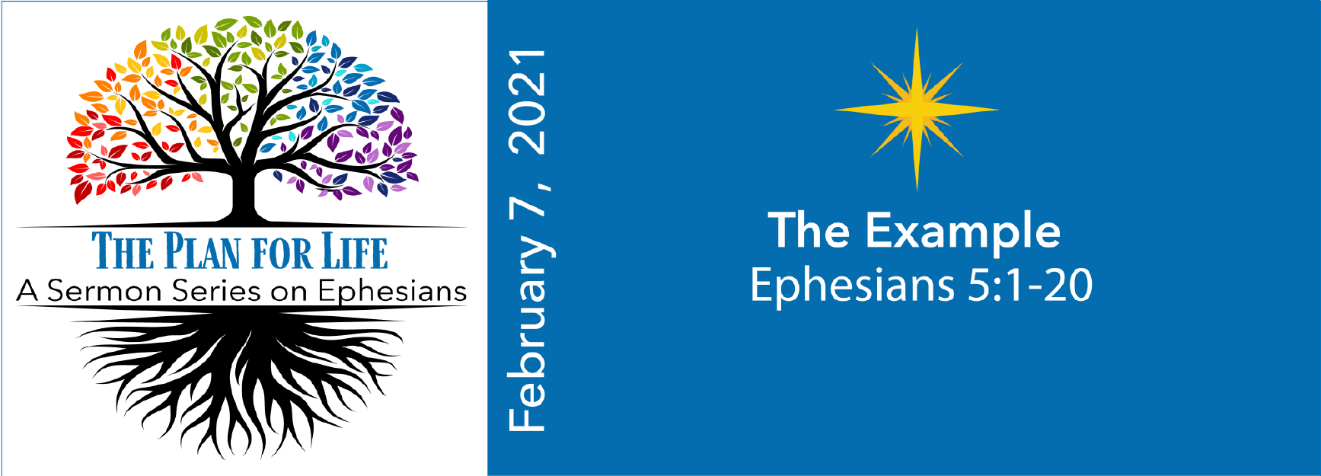 The Plan for Life
A Sermon Series on Ephesians
February 7, 2021
The Example
Ephesians 5:1-20